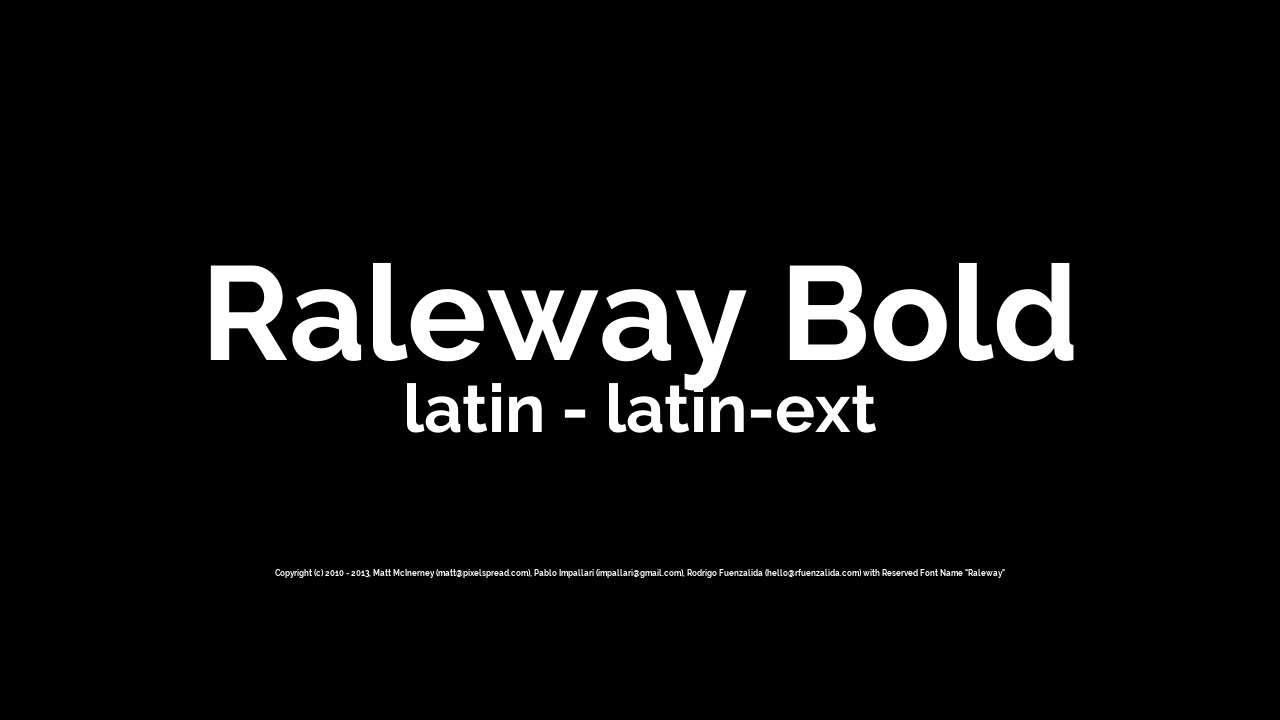 Raleway Bold
latin - latin-ext
Copyright (c) 2010 - 2013, Matt McInerney (matt@pixelspread.com), Pablo Impallari (impallari@gmail.com), Rodrigo Fuenzalida (hello@rfuenzalida.com) with Reserved Font Name "Raleway"